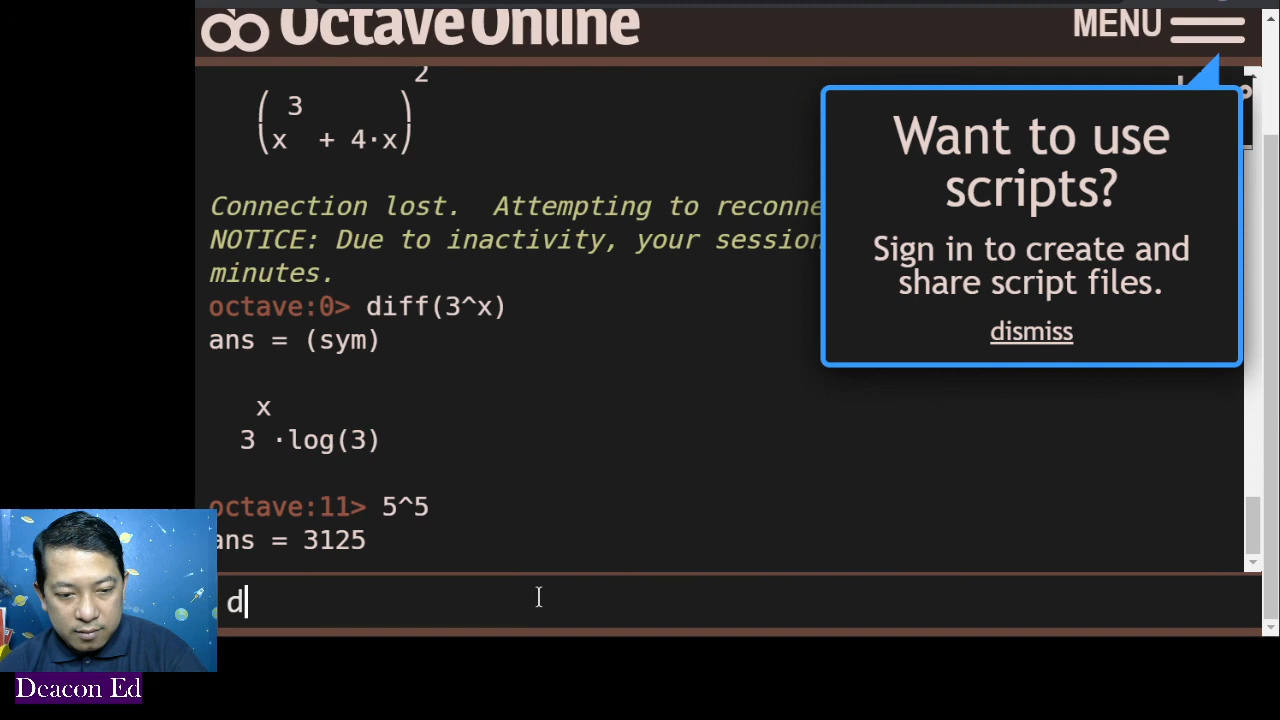 Octave Online
MENU
2
⎛ 3      ⎞
⎝x  + 4·x⎠
Connection lost.  Attempting to reconne
NOTICE: Due to inactivity, your session
minutes.
octave:0> diff(3^x)
ans = (sym)
x
3 ·log(3)
octave:11> 5^5
ans = 3125
d
Want to use
scripts?
Sign in to create and
share script files.
dismiss
Deacon Ed